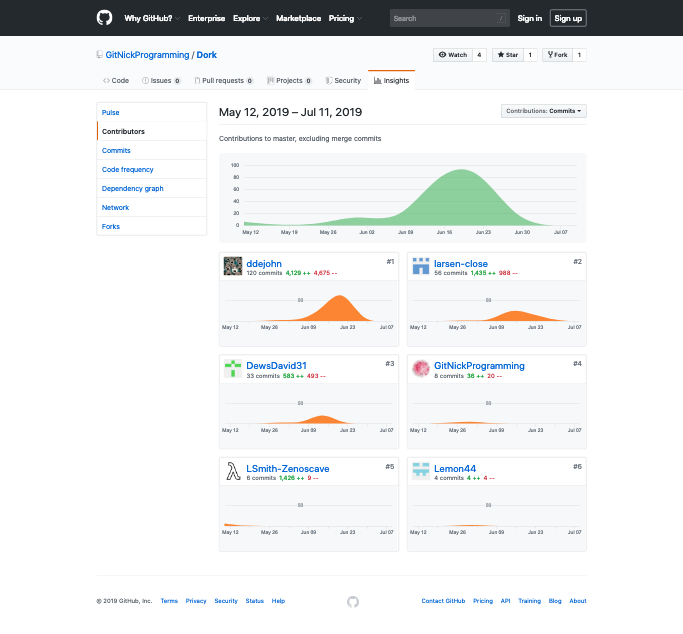 Why GitHub? Enterprise Explore Marketplace Pricing Search / Sign in Sign up
GitNickProgramming / Dork Watch 4 Star 1 Fork 1
Code Issues 0 Pull requests 0 Projects 0 Security Insights
Pulse
Contributors
Commits
Code frequency
Dependency graph
Network
Forks
May 12, 2019 – Jul 11, 2019 Contributions: Commits
Contributions to master, excluding merge commits
100
80
60
40
20
0
May 12 May 19 May 26 Jun 02 Jun 09 Jun 16 Jun 23 Jun 30 Jul 07
ddejohn #1
120 commits 4,129 ++ 4,675 --
May 12 May 26 Jun 09 Jun 23 Jul 07
larsen-close #2
56 commits 1,435 ++ 988 --
May 12 May 26 Jun 09 Jun 23 Jul 07
DewsDavid31 #3
33 commits 583 ++ 493 --
May 12 May 26 Jun 09 Jun 23 Jul 07
GitNickProgramming #4
8 commits 36 ++ 20 --
May 12 May 26 Jun 09 Jun 23 Jul 07
LSmith-Zenoscave #5
6 commits 1,426 ++ 9 --
May 12 May 26 Jun 09 Jun 23 Jul 07
Lemon44 #6
4 commits 4 ++ 4 --
May 12 May 26 Jun 09 Jun 23 Jul 07
© 2019 GitHub, Inc. Terms Privacy Security Status Help Contact GitHub Pricing API Training Blog About